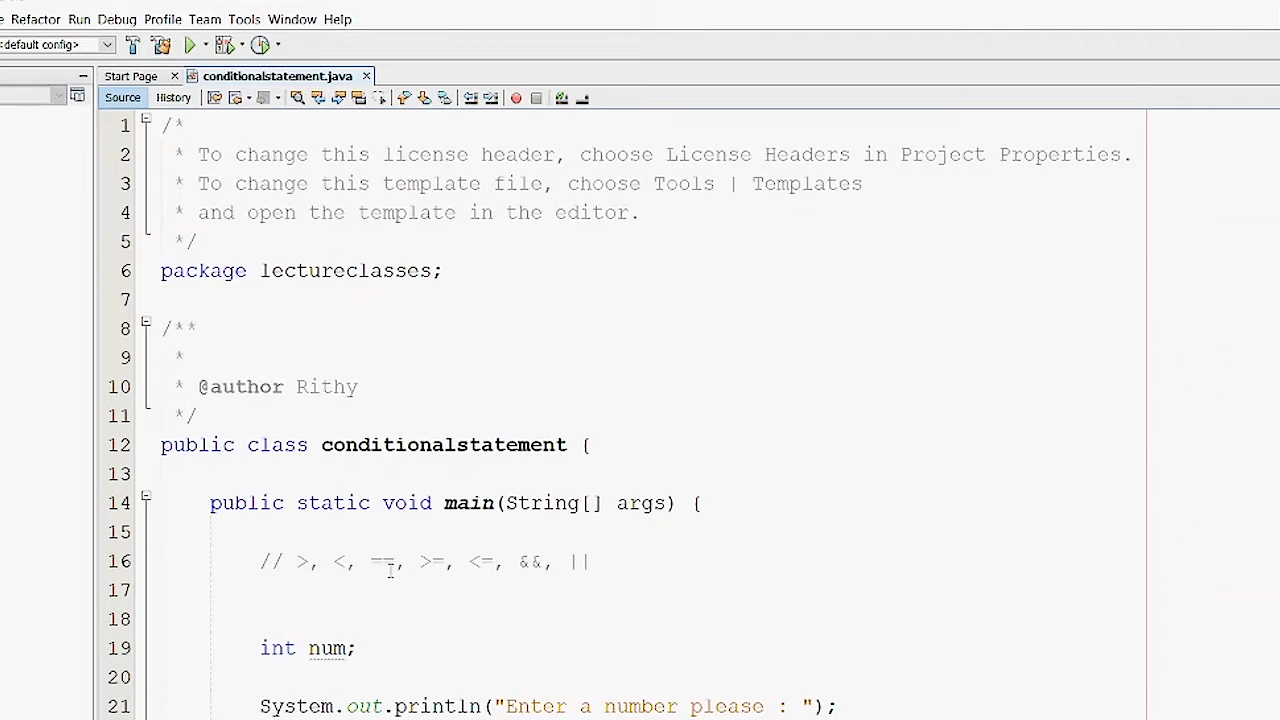 Refactor Run Debug Profile Team Tools Window Help
<default config>
Start Page conditionalstatement.java
Source History
1 /*
2 * To change this license header, choose License Headers in Project Properties.
3 * To change this template file, choose Tools | Templates
4 * and open the template in the editor.
5 */
6 package lectureclasses;
7
8 /**
9 *
10 * @author Rithy
11 */
12 public class conditionalstatement {
13
14 public static void main(String[] args) {
15
16 // >, <, ==, >=, <=, &&, ||
17
18
19 int num;
20
21 System.out.println("Enter a number please : ");